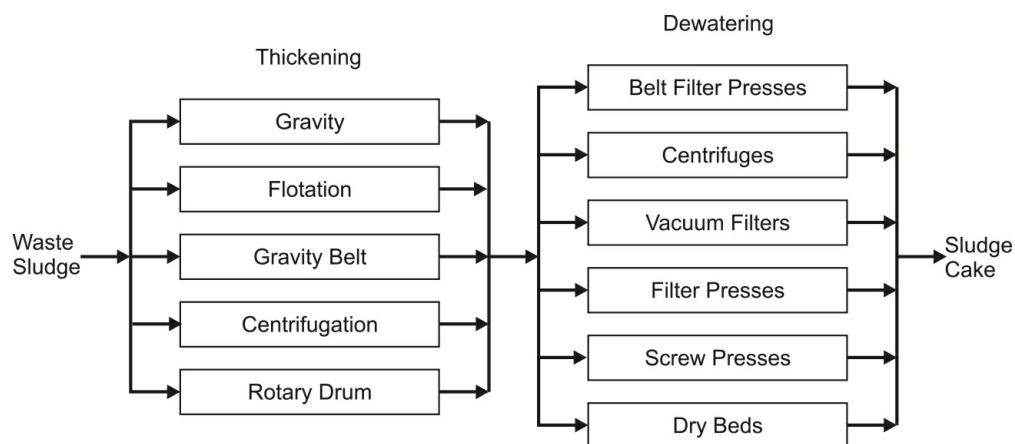 Dewatering
Thickening
Belt Filter Presses
Gravity
Centrifuges
Flotation
Vacuum Filters
Waste
Sludge
Gravity Belt
Sludge
Cake
Filter Presses
Centrifugation
Screw Presses
Rotary Drum
Dry Beds